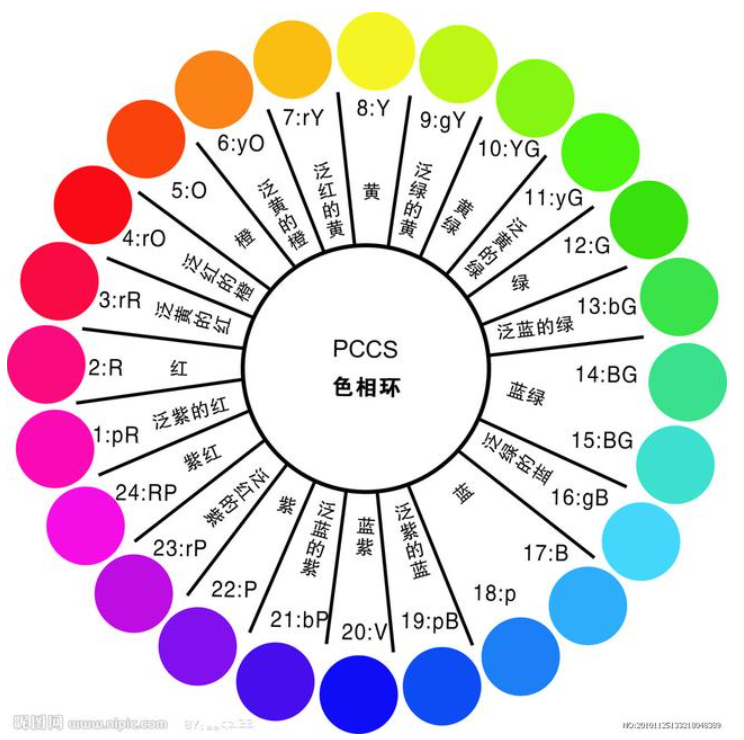 PCCS
色相环
1:pR
泛紫的红
2:R
红
3:rR
泛黄的红
4:rO
泛红的橙
5:O
橙
6:yO
泛黄的橙
7:rY
泛红的黄
8:Y
黄
9:gY
泛绿的黄
10:YG
黄绿
11:yG
泛黄的绿
12:G
绿
13:bG
泛蓝的绿
14:BG
蓝绿
15:BG
16:gB
泛绿的蓝
17:B
蓝
18:p
19:pB
泛紫的蓝
20:V
蓝紫
21:bP
泛蓝的紫
22:P
紫
23:rP
泛红的紫
24:RP
紫红
昵图网 www.nipic.com